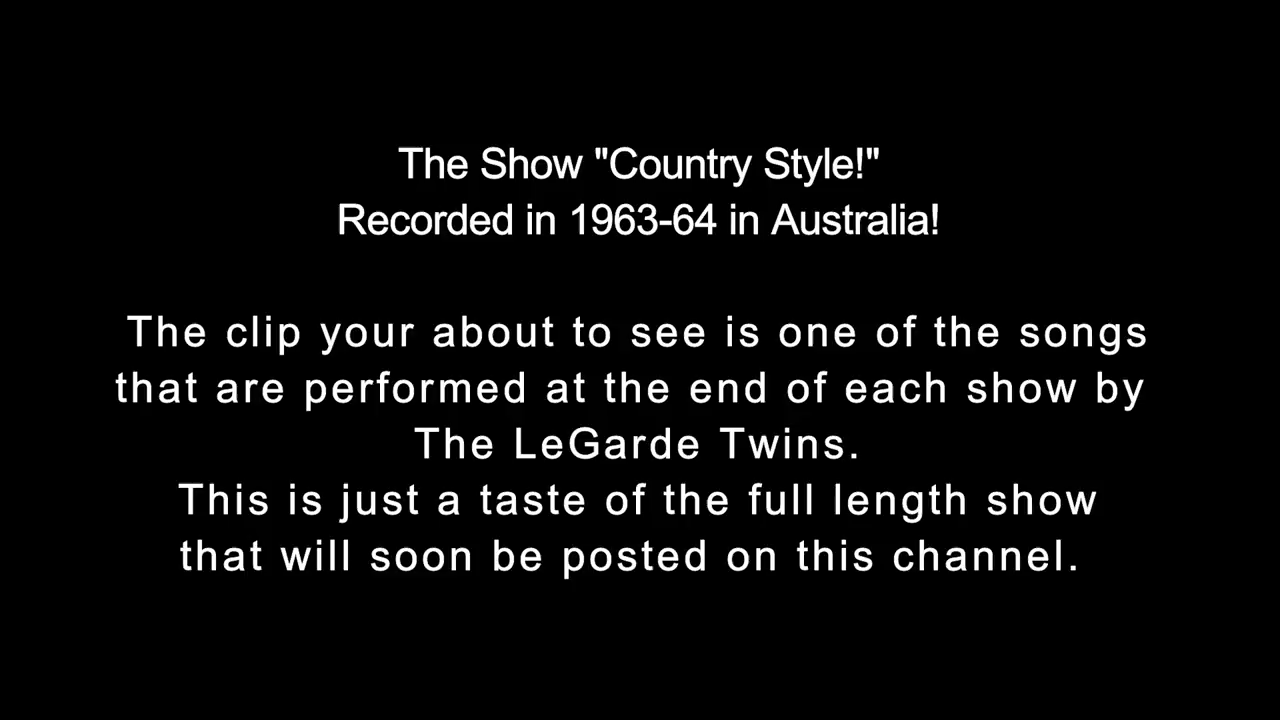 The Show "Country Style!"
Recorded in 1963-64 in Australia!
The clip your about to see is one of the songs
that are performed at the end of each show by
The LeGarde Twins.
This is just a taste of the full length show
that will soon be posted on this channel.